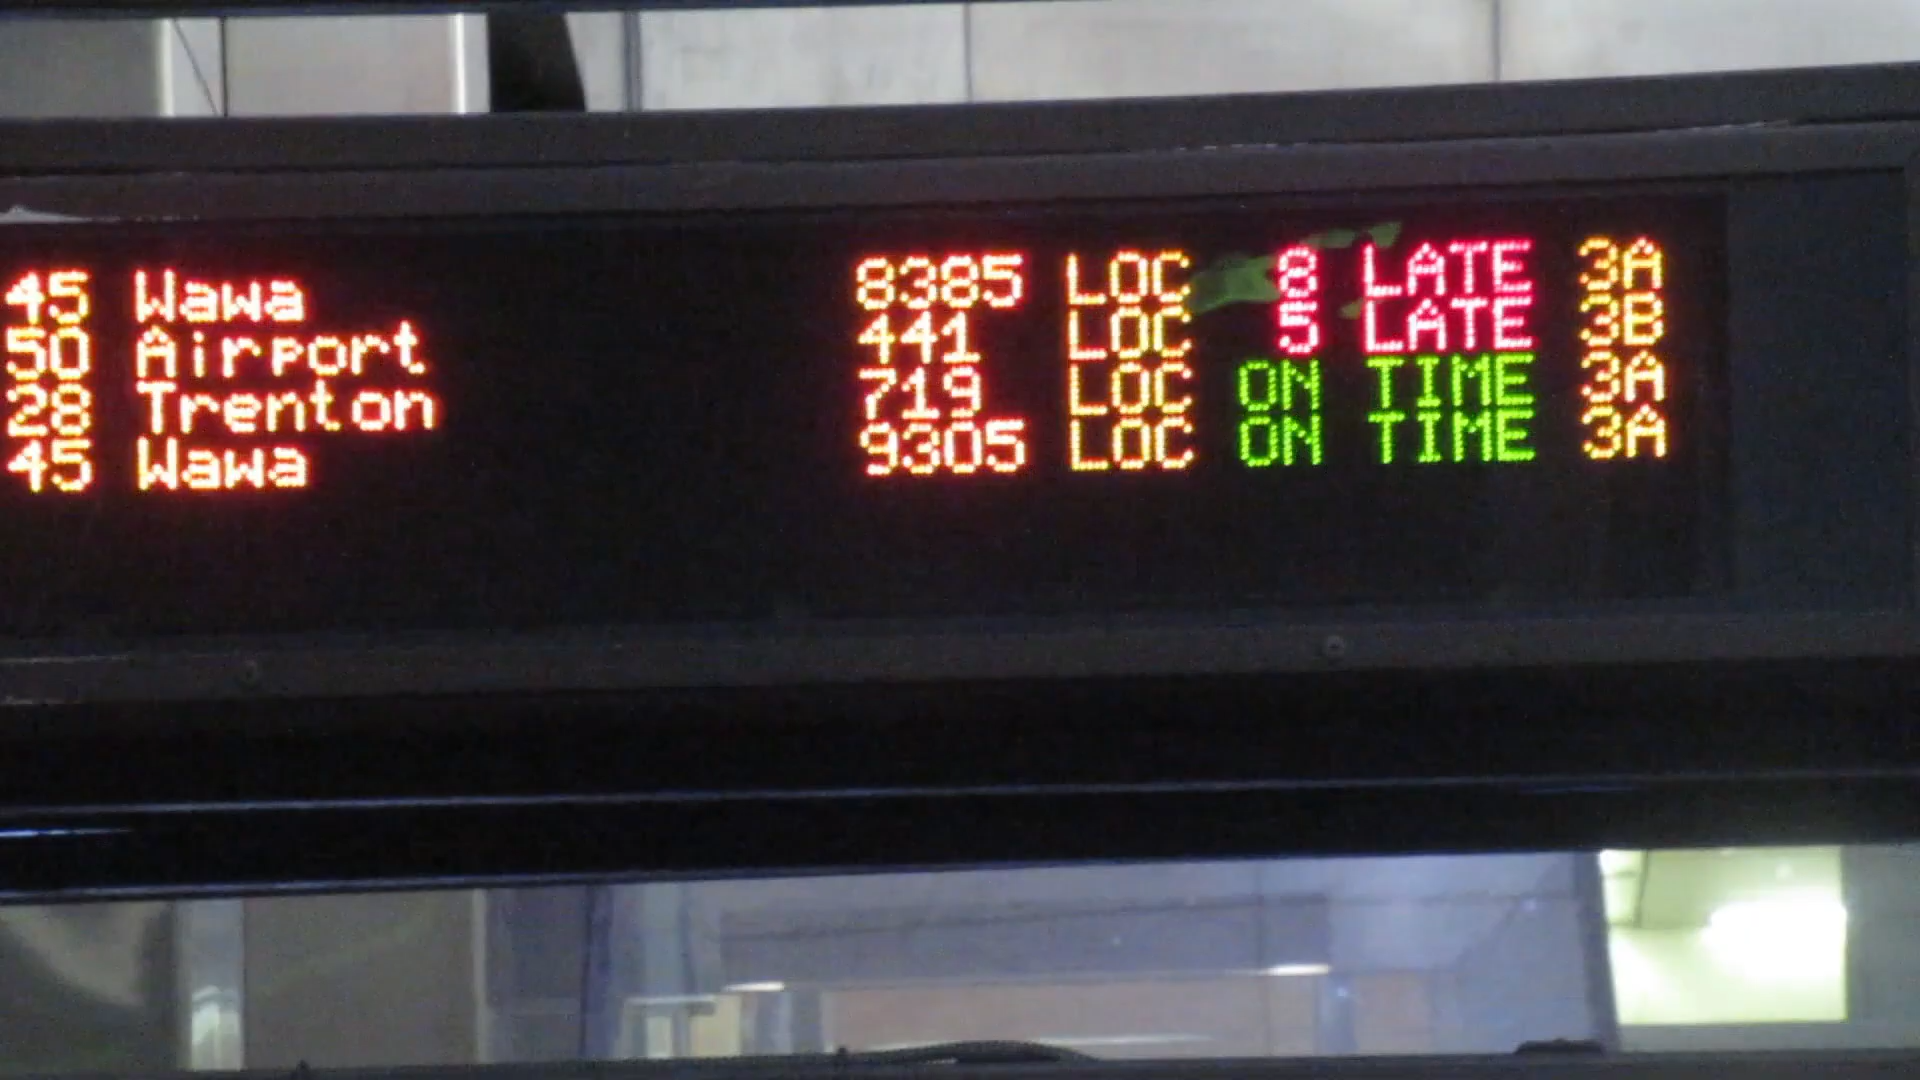 45 Wawa 8385 LOC 8 LATE 3A
50 Airport 441 LOC 5 LATE 3B
28 Trenton 719 LOC ON TIME 3A
45 Wawa 9305 LOC ON TIME 3A